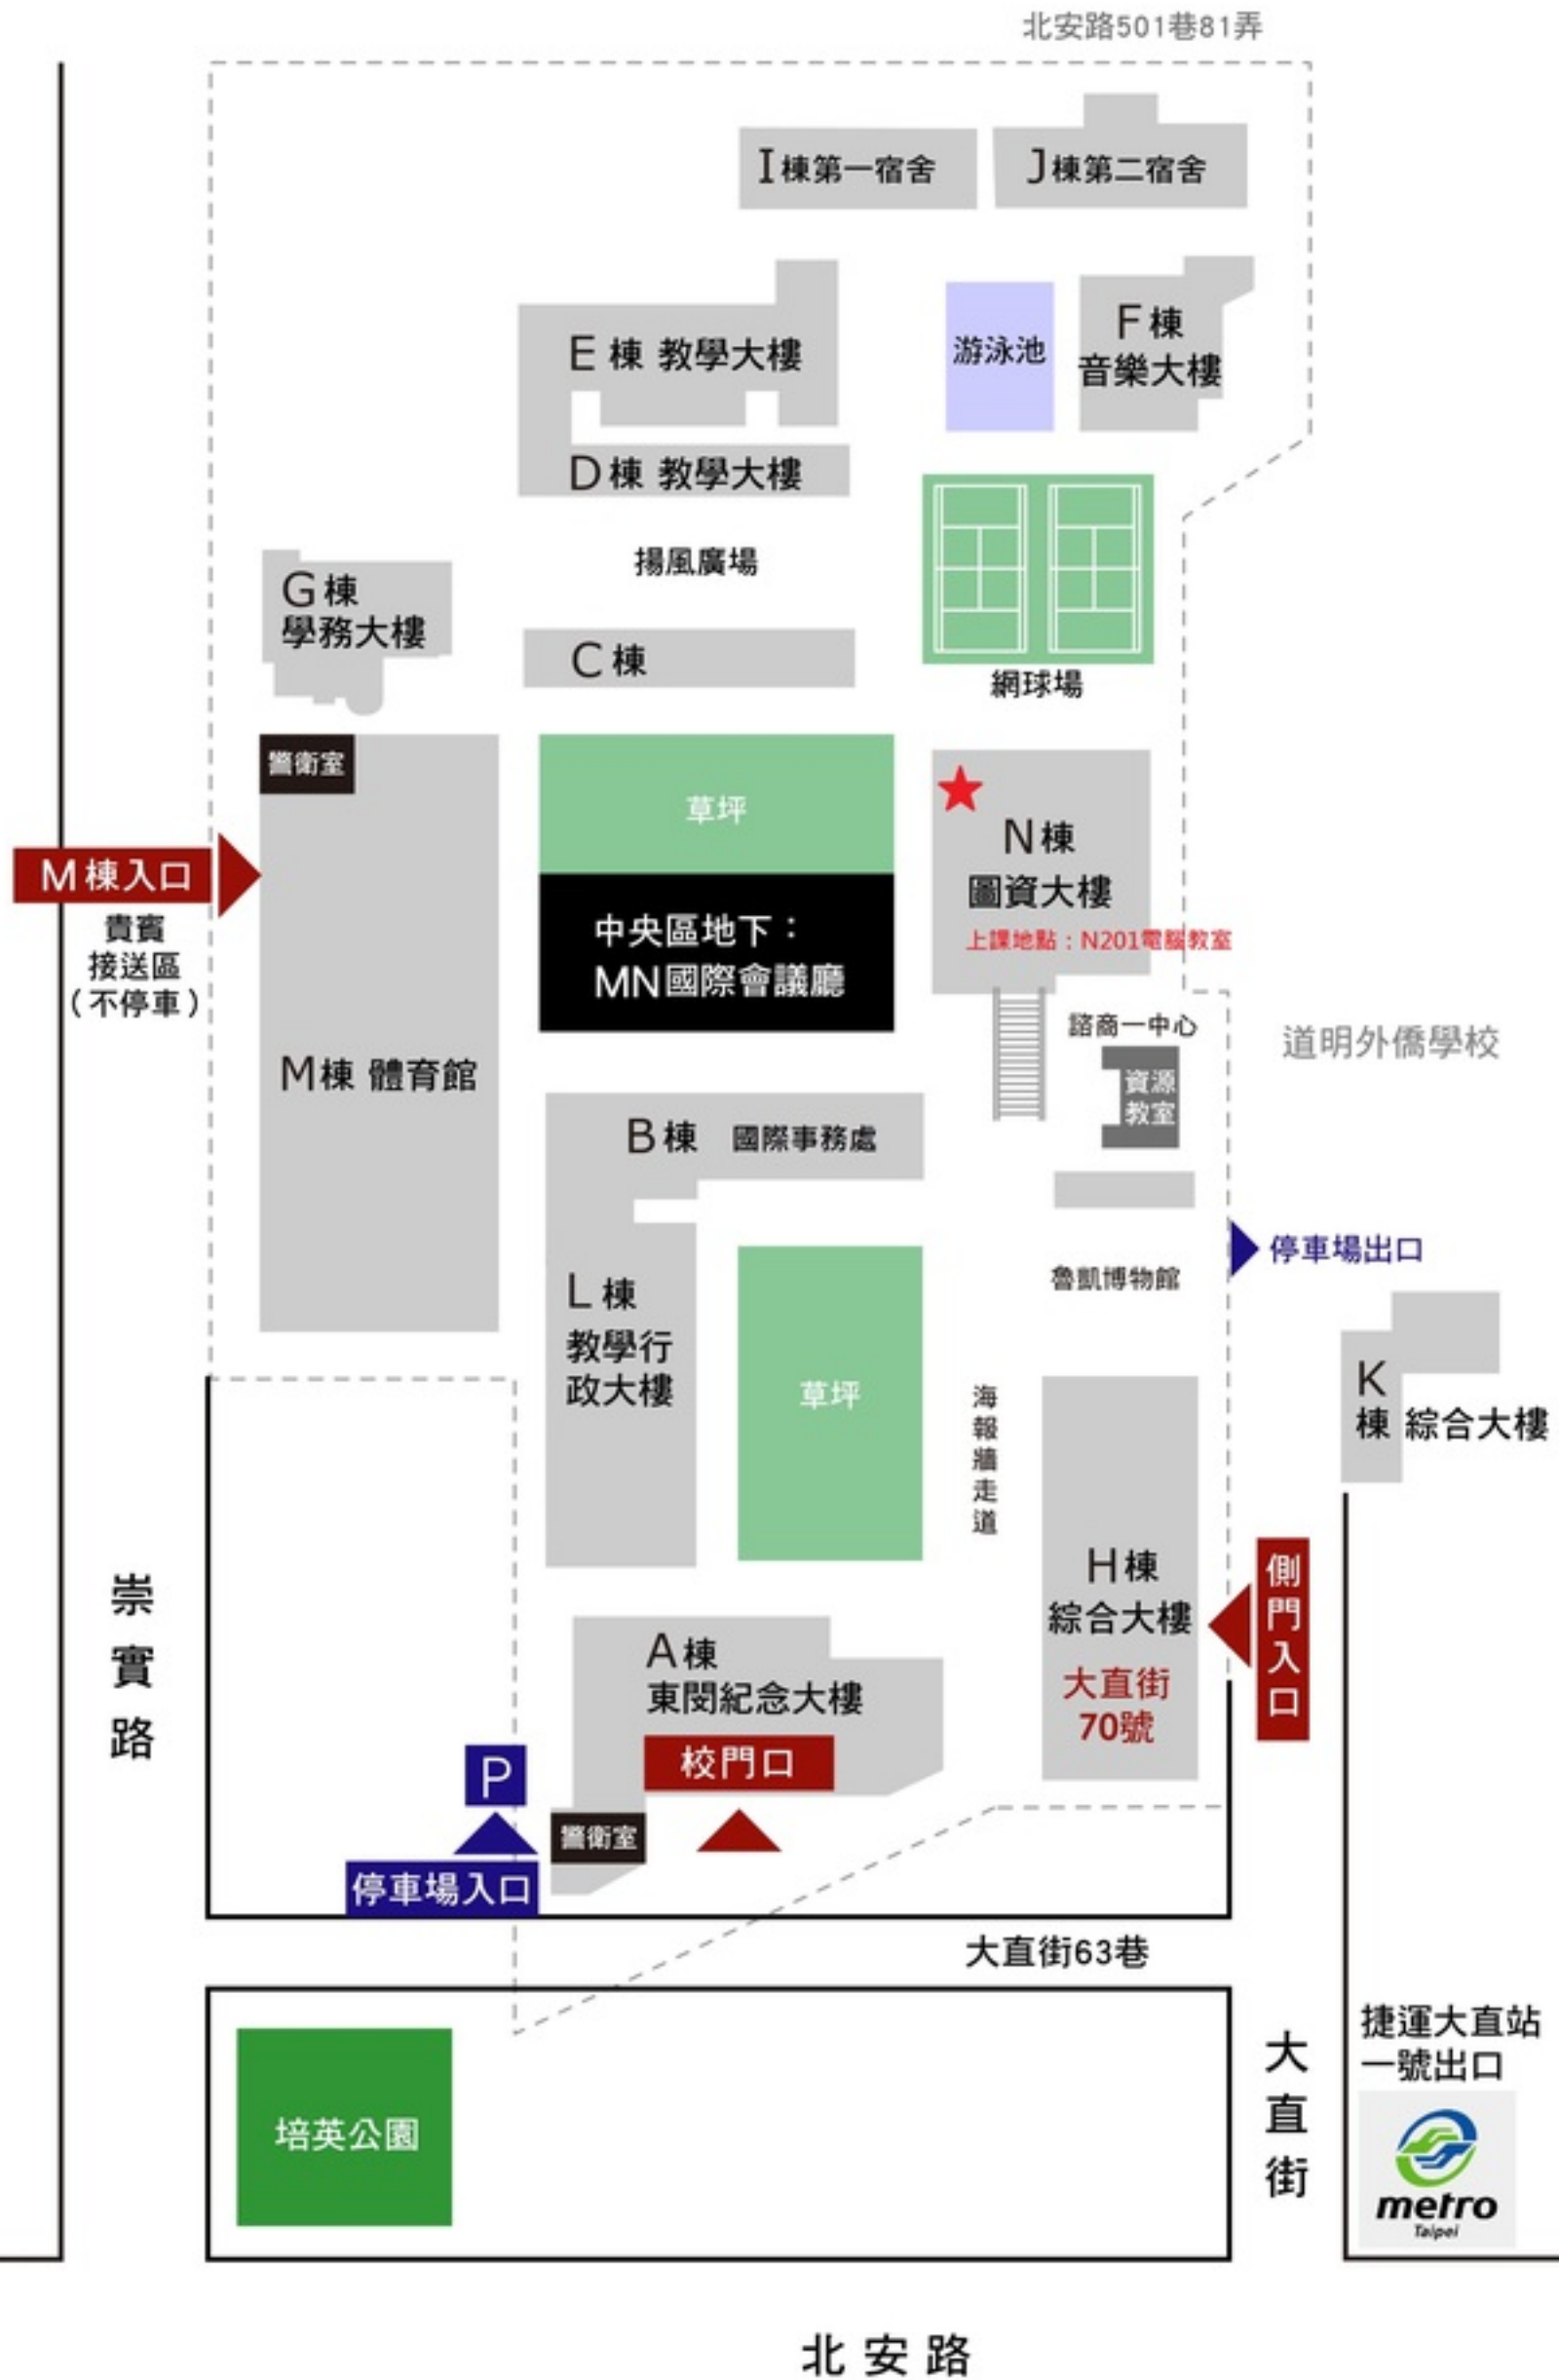 北安路501巷81弄
I棟第一宿舍
J棟第二宿舍
E棟 教學大樓
游泳池
F棟
音樂大樓
D棟 教學大樓
揚風廣場
G棟
學務大樓
C棟
網球場
警衛室
草坪
N棟
圖資大樓
上課地點：N201電腦教室
M棟入口
貴賓
接送區
（不停車）
中央區地下：
MN國際會議廳
諮商一中心
資源
教室
道明外僑學校
M棟 體育館
B棟 國際事務處
停車場出口
魯凱博物館
L棟
教學行
政大樓
草坪
海報牆走道
K
棟 綜合大樓
H棟
綜合大樓
大直街
70號
側門入口
崇實路
A棟
東閔紀念大樓
校門口
P
警衛室
停車場入口
大直街63巷
培英公園
大直街
捷運大直站
一號出口
metro
Taipei
北安路